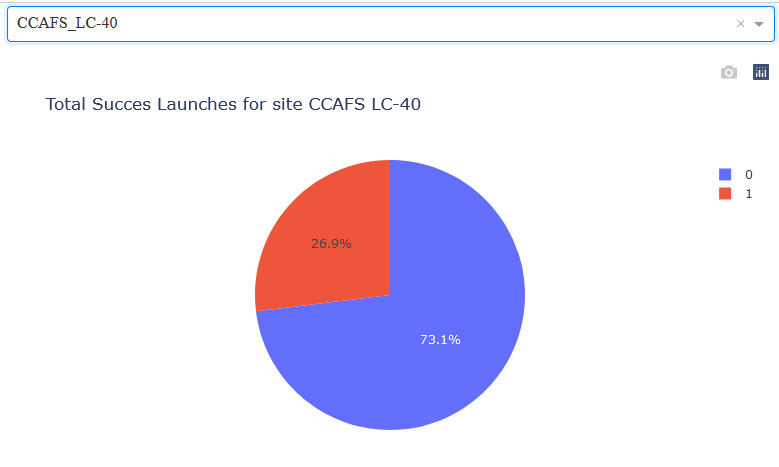 CCAFS_LC-40
Total Succes Launches for site CCAFS LC-40
0
1
26.9%
73.1%